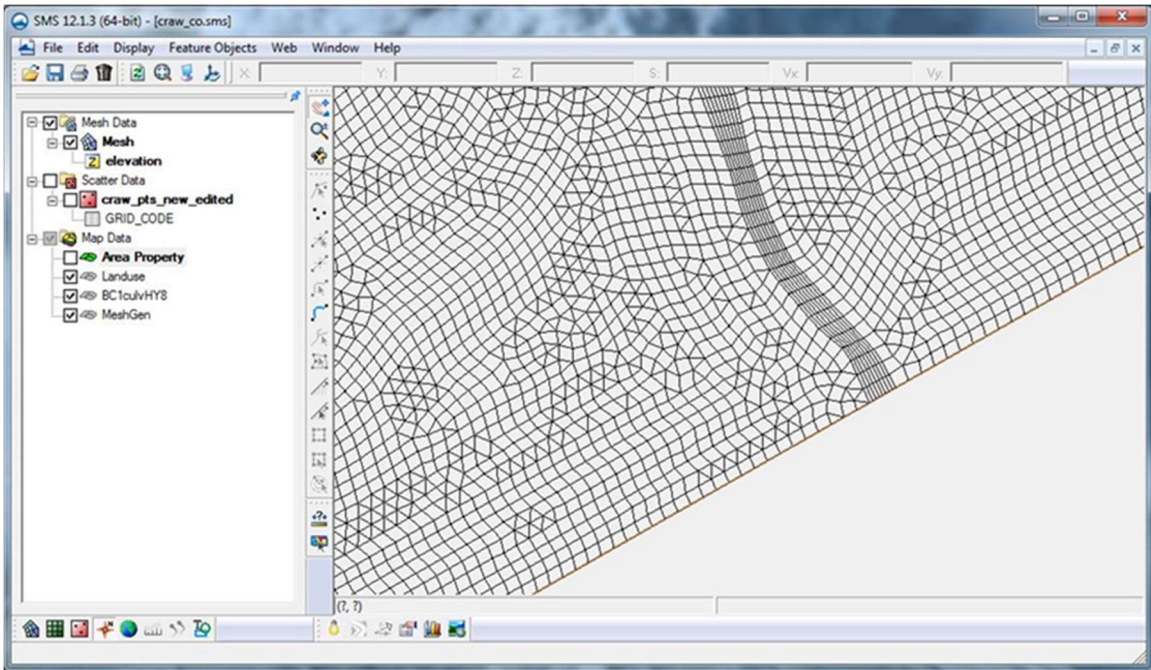 SMS 12.1.3 (64-bit) - [craw_co.sms]
File Edit Display Feature Objects Web Window Help
X: Y: Z: S: Vx: Vy:
Mesh Data
Mesh
Z elevation
Scatter Data
craw_pts_new_edited
GRID_CODE
Map Data
Area Property
Landuse
BC1culvHY8
MeshGen
(?, ?)